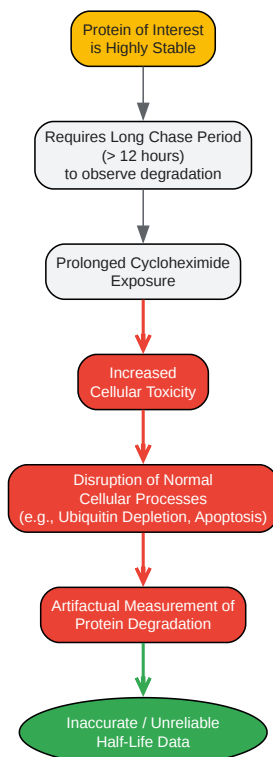 Protein of Interest
is Highly Stable
Requires Long Chase Period
(> 12 hours)
to observe degradation
Prolonged Cycloheximide
Exposure
Increased
Cellular Toxicity
Disruption of Normal
Cellular Processes
(e.g., Ubiquitin Depletion, Apoptosis)
Artifactual Measurement of
Protein Degradation
Inaccurate / Unreliable
Half-Life Data